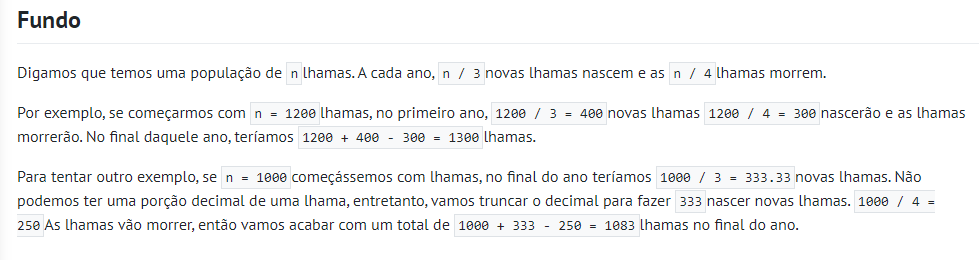 Fundo
Digamos que temos uma população de n lhamas. A cada ano, n / 3 novas lhamas nascem e as n / 4 lhamas morrem.
Por exemplo, se começarmos com n = 1200 lhamas, no primeiro ano, 1200 / 3 = 400 novas lhamas 1200 / 4 = 300 nascerão e as lhamas
morrerão. No final daquele ano, teríamos 1200 + 400 - 300 = 1300 lhamas.
Para tentar outro exemplo, se n = 1000 começássemos com lhamas, no final do ano teríamos 1000 / 3 = 333.33 novas lhamas. Não
podemos ter uma porção decimal de uma lhama, entretanto, vamos truncar o decimal para fazer 333 nascer novas lhamas. 1000 / 4 =
250 As lhamas vão morrer, então vamos acabar com um total de 1000 + 333 - 250 = 1083 lhamas no final do ano.